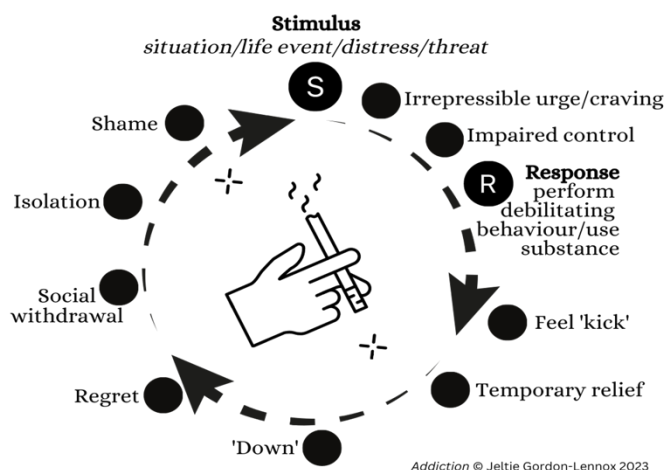 Stimulus
situation/life event/distress/threat
S
Irrepressible urge/craving
Impaired control
R
Response
perform
debilitating
behaviour/use
substance
Feel 'kick'
Temporary relief
'Down'
Regret
Social
withdrawal
Isolation
Shame
Addiction © Jeltie Gordon-Lennox 2023